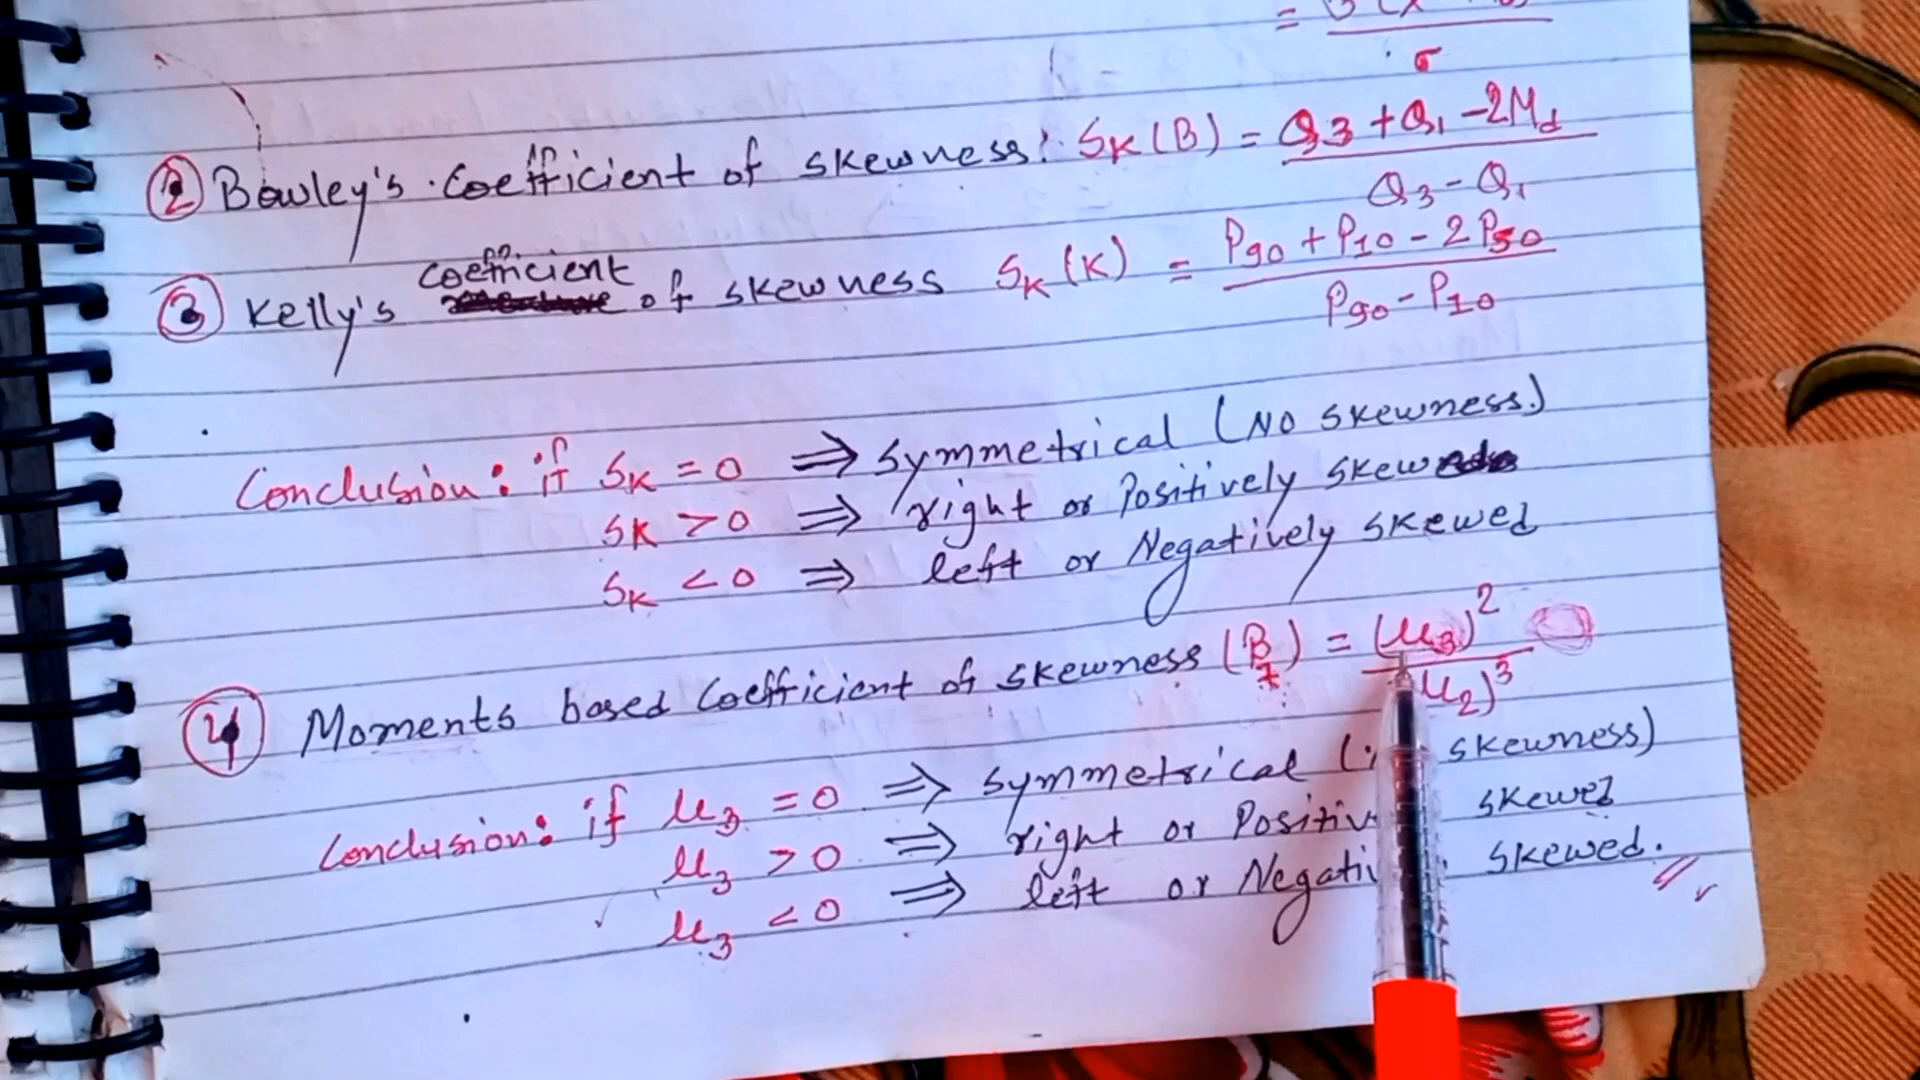 =
σ
② Bowley's Coefficient of skewness: SK(B) = Q3 + Q1 - 2Md
Q3 - Q1
③ Kelly's coefficient of skewness SK(K) = P90 + P10 - 2P50
P90 - P10
Conclusion: if SK = 0 ⇒ symmetrical (No skewness.)
SK > 0 ⇒ right or Positively skew
SK < 0 ⇒ left or Negatively skewed
④ Moments based Coefficient of skewness (β1) = (μ3)²
μ2)³
Conclusion: if μ3 = 0 ⇒ symmetrical ( skewness)
μ3 > 0 ⇒ right or Positiv skewed
μ3 < 0 ⇒ left or Negati skewed.